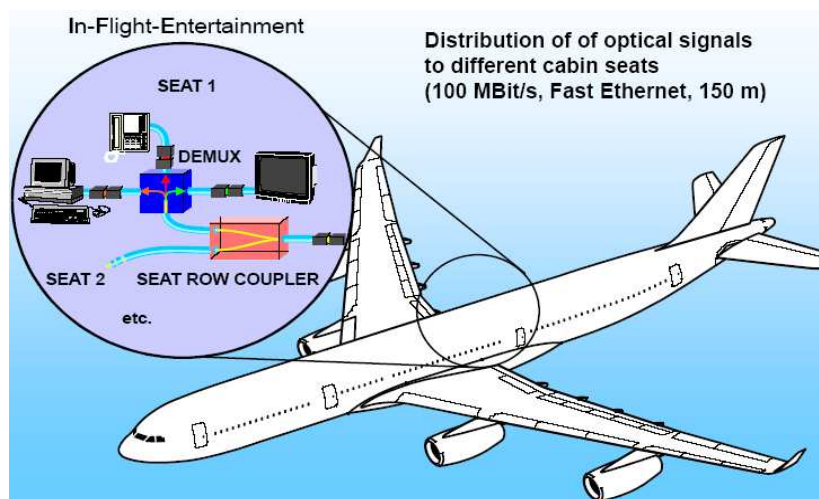 In-Flight-Entertainment
Distribution of of optical signals
to different cabin seats
(100 MBit/s, Fast Ethernet, 150 m)
SEAT 1
DEMUX
SEAT 2
SEAT ROW COUPLER
etc.